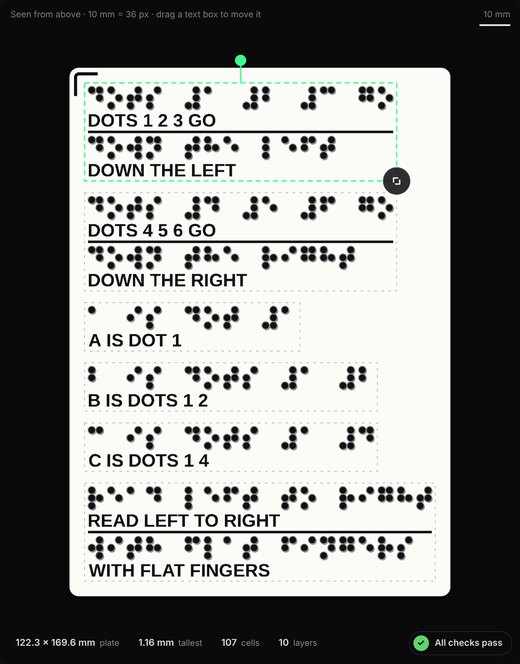 Seen from above · 10 mm = 36 px · drag a text box to move it
10 mm
DOTS 1 2 3 GO
DOWN THE LEFT
DOTS 4 5 6 GO
DOWN THE RIGHT
A IS DOT 1
B IS DOTS 1 2
C IS DOTS 1 4
READ LEFT TO RIGHT
WITH FLAT FINGERS
122.3 × 169.6 mm plate
1.16 mm tallest
107 cells
10 layers
All checks pass